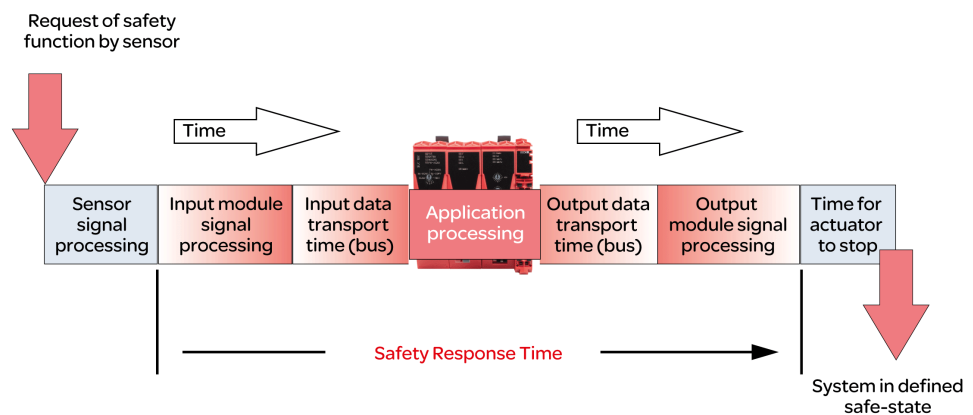 Request of safety
function by sensor
Time
Time
Sensor
signal
processing
Input module
signal
processing
Input data
transport
time (bus)
Application
processing
Output data
transport
time (bus)
Output
module signal
processing
Time for
actuator
to stop
Safety Response Time
System in defined
safe-state